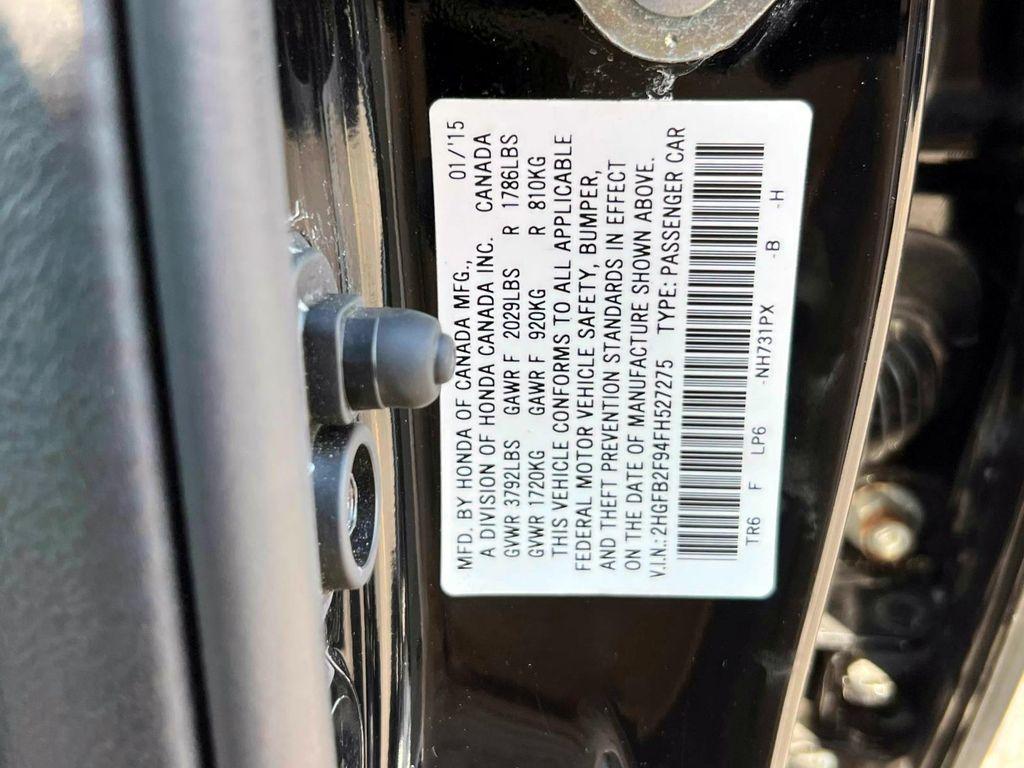 MFD. BY HONDA OF CANADA MFG., 01/'15
A DIVISION OF HONDA CANADA INC. CANADA
GVWR 3792LBS GAWR F 2029LBS R 1786LBS
GVWR 1720KG GAWR F 920KG R 810KG
THIS VEHICLE CONFORMS TO ALL APPLICABLE
FEDERAL MOTOR VEHICLE SAFETY, BUMPER,
AND THEFT PREVENTION STANDARDS IN EFFECT
ON THE DATE OF MANUFACTURE SHOWN ABOVE.
V.I.N.: 2HGFB2F94FH527275 TYPE: PASSENGER CAR
TR6 F LP6 -NH731PX -B -H